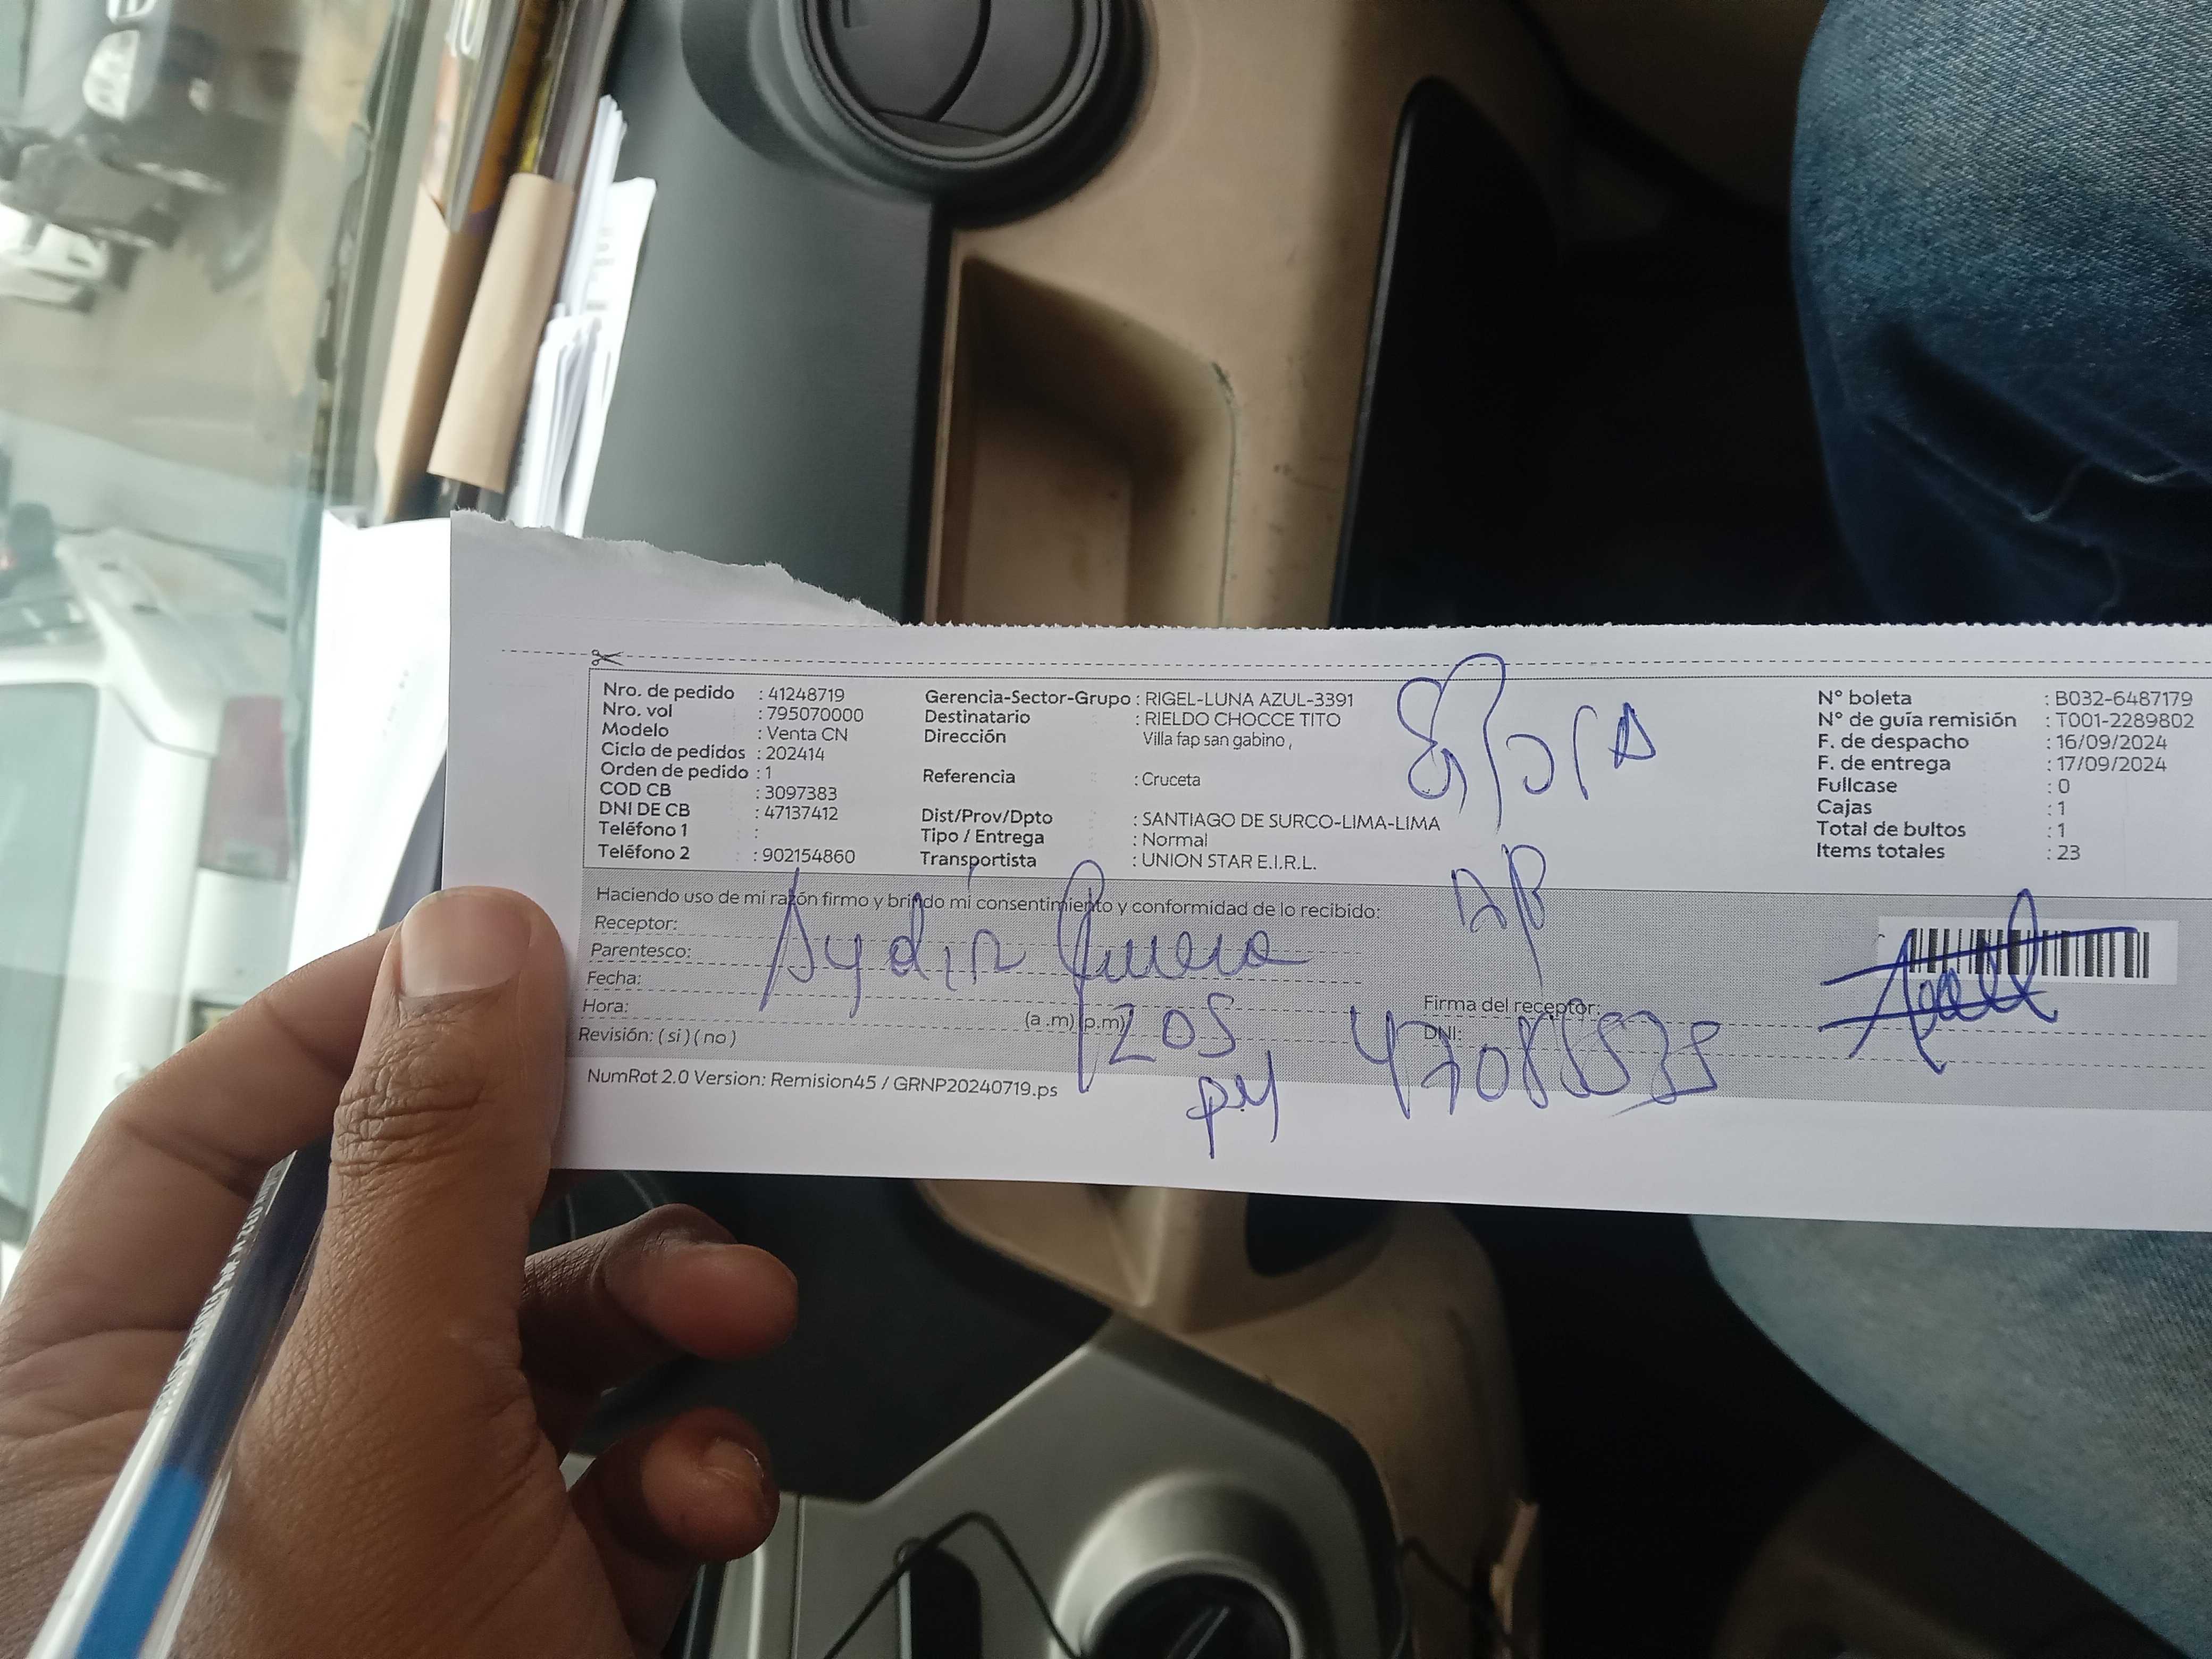 Nro. de pedido : 41248719
Nro. vol : 795070000
Modelo : Venta CN
Ciclo de pedidos : 202414
Orden de pedido : 1
COD CB : 3097383
DNI DE CB : 47137412
Teléfono 1 :
Teléfono 2 : 902154860
Gerencia-Sector-Grupo : RIGEL-LUNA AZUL-3391
Destinatario : RIELDO CHOCCE TITO
Dirección Villa fap san gabino ,
Referencia : Cruceta
Dist/Prov/Dpto : SANTIAGO DE SURCO-LIMA-LIMA
Tipo / Entrega : Normal
Transportista : UNION STAR E.I.R.L.
N° boleta : B032-6487179
N° de guía remisión : T001-2289802
F. de despacho : 16/09/2024
F. de entrega : 17/09/2024
Fullcase : 0
Cajas : 1
Total de bultos : 1
Items totales : 23
Haciendo uso de mi razón firmo y brindo mi consentimiento y conformidad de lo recibido:
Receptor:
Parentesco: Aydin
Fecha:
Hora: (a .m) (p.m) 1205
Revisión: ( si ) ( no )
Firma del receptor:
DNI:
pm
NumRot 2.0 Version: Remision45 / GRNP20240719.ps